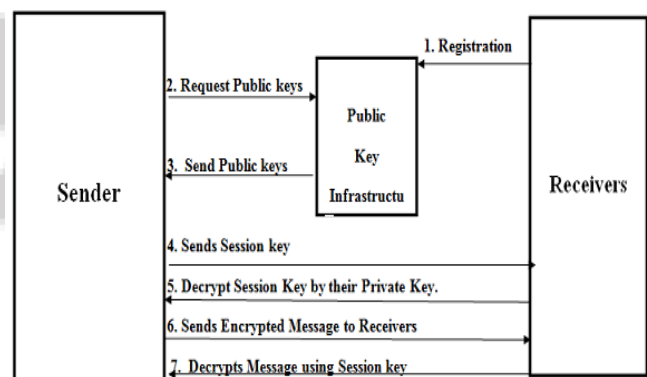 1. Registration
2. Request Public keys
Public
Key
Infrastructu
3. Send Public keys
Sender
Receivers
4. Sends Session key
5. Decrypt Session Key by their Private Key.
6. Sends Encrypted Message to Receivers
7. Decrypts Message using Session key